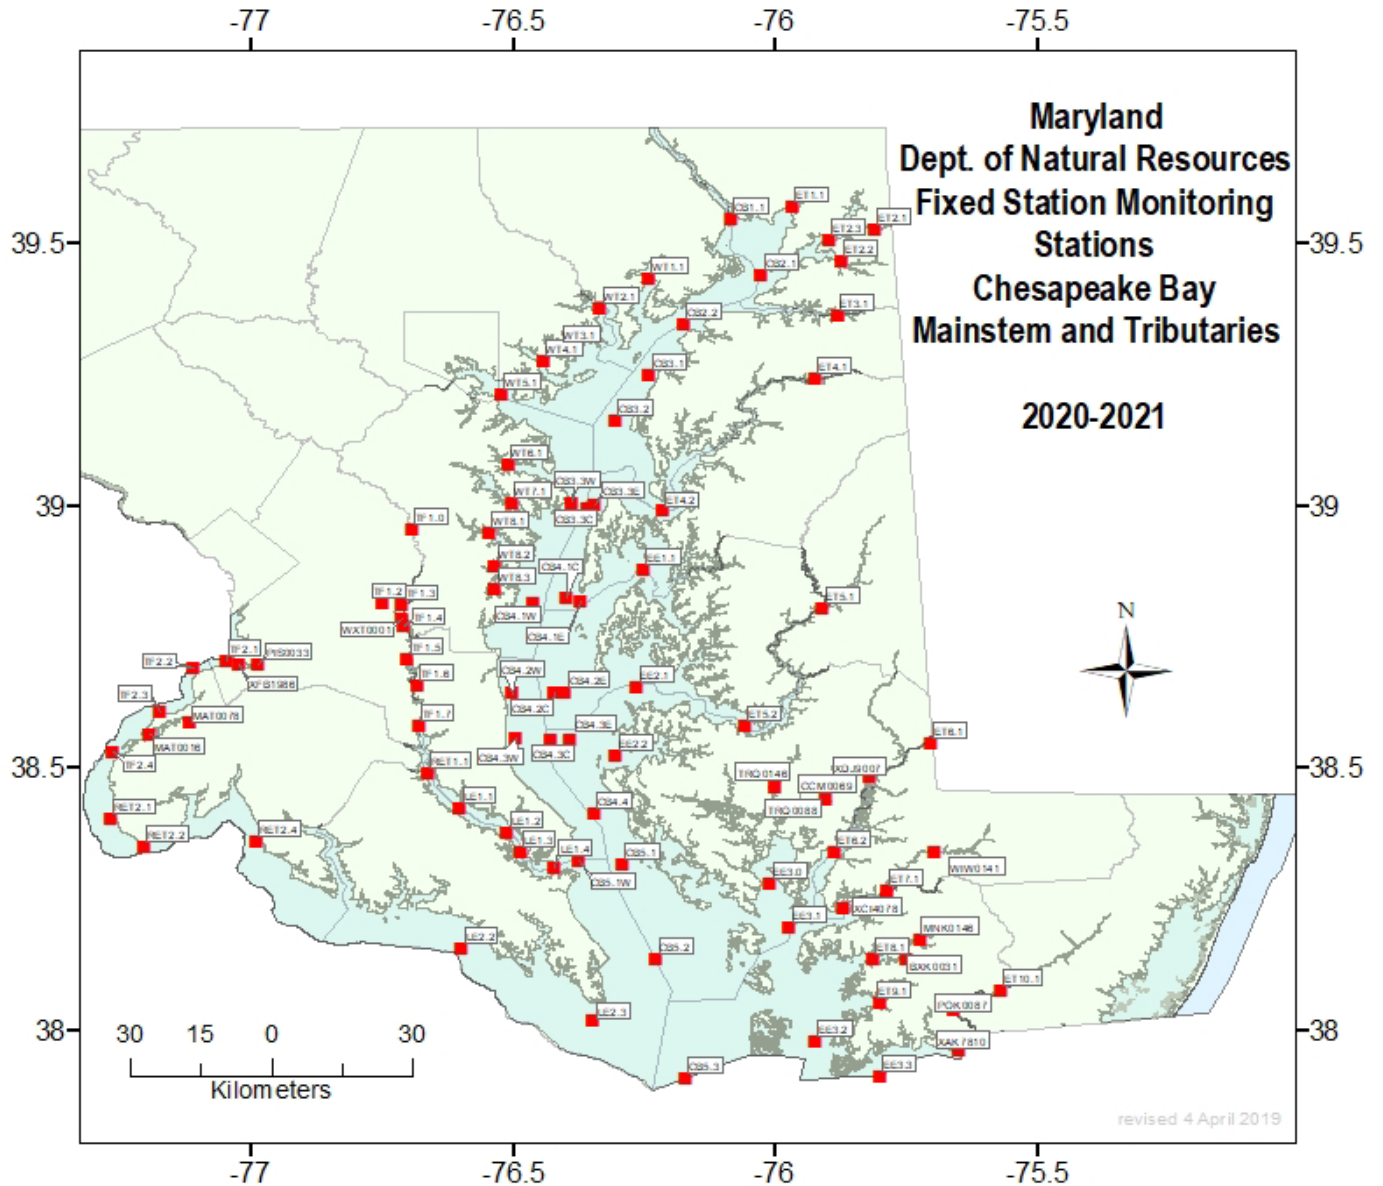 -77 -76.5 -76 -75.5
Maryland
Dept. of Natural Resources
Fixed Station Monitoring
Stations
Chesapeake Bay
Mainstem and Tributaries
2020-2021
39.5 39.5
39 39
38.5 38.5
38 38
CB1.1
ET1.1
ET2.1
ET2.3
ET2.2
CB2.1
WT1.1
WT2.1
ET3.1
CB2.2
WT3.1
WT4.1
CB3.1
ET4.1
WT5.1
CB3.2
WT6.1
CB3.3W
WT7.1
CB3.3E
ET4.2
CB3.3C
TF1.0
WT8.1
WT8.2
CB4.1C
EE1.1
WT8.3
TF1.2
TF1.3
ET5.1
CB4.1W
TF1.4
WXT0001
CB4.1E
TF1.5
TF2.1
PIS0033
TF2.2
CB4.2W
TF1.6
CB4.2E
EE2.1
XFB1986
TF2.3
CB4.2C
MAT0078
TF1.7
ET5.2
CB4.3E
ET6.1
MAT0016
EE2.2
CB4.3W
CB4.3C
TF2.4
RET1.1
TRQ0146
XDJ9007
CCM0069
LE1.1
CB4.4
RET2.1
TRQ0088
LE1.2
RET2.2
RET2.4
LE1.3
ET6.2
LE1.4
CB5.1
WIW0141
EE3.0
ET7.1
CB5.1W
XCI4078
EE3.1
MNK0146
LE2.2
CB5.2
ET8.1
BXK0031
ET10.1
ET9.1
POK0087
LE2.3
EE3.2
XAK7810
CB5.3
EE3.3
N
30 15 0 30
Kilometers
revised 4 April 2019
-77 -76.5 -76 -75.5